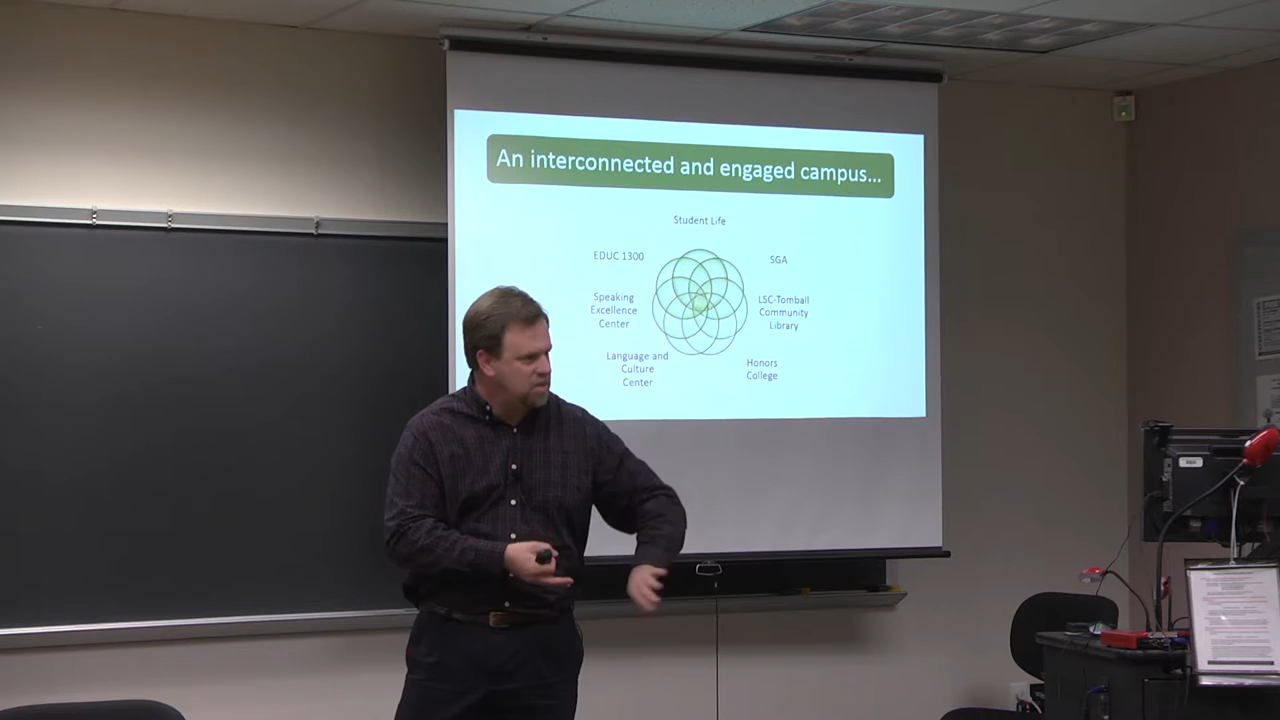 An interconnected and engaged campus...
Student Life
EDUC 1300
SGA
Speaking
Excellence
Center
LSC-Tomball
Community
Library
Language and
Culture
Center
Honors
College